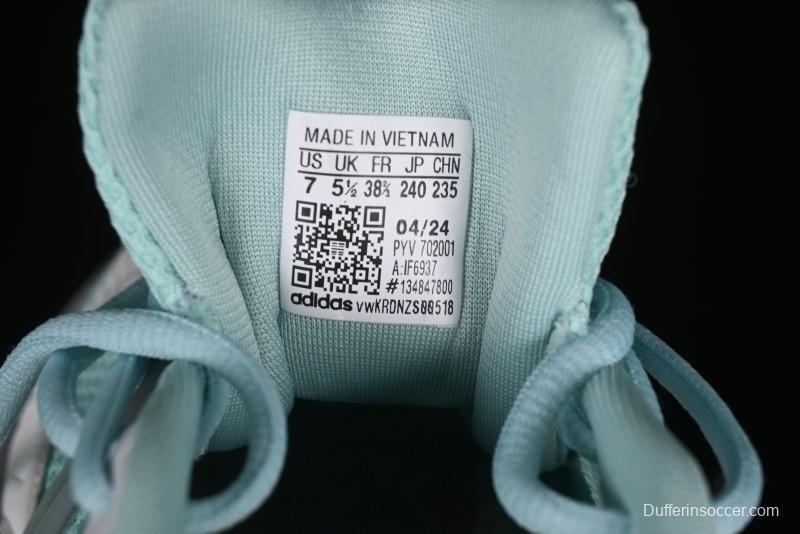 MADE IN VIETNAM
US UK FR JP CHN
7 5½ 38⅔ 240 235
04/24
PYV 702001
A:IF6937
#134847800
adidas vwKRDNZS00518
Dufferinsoccer.com